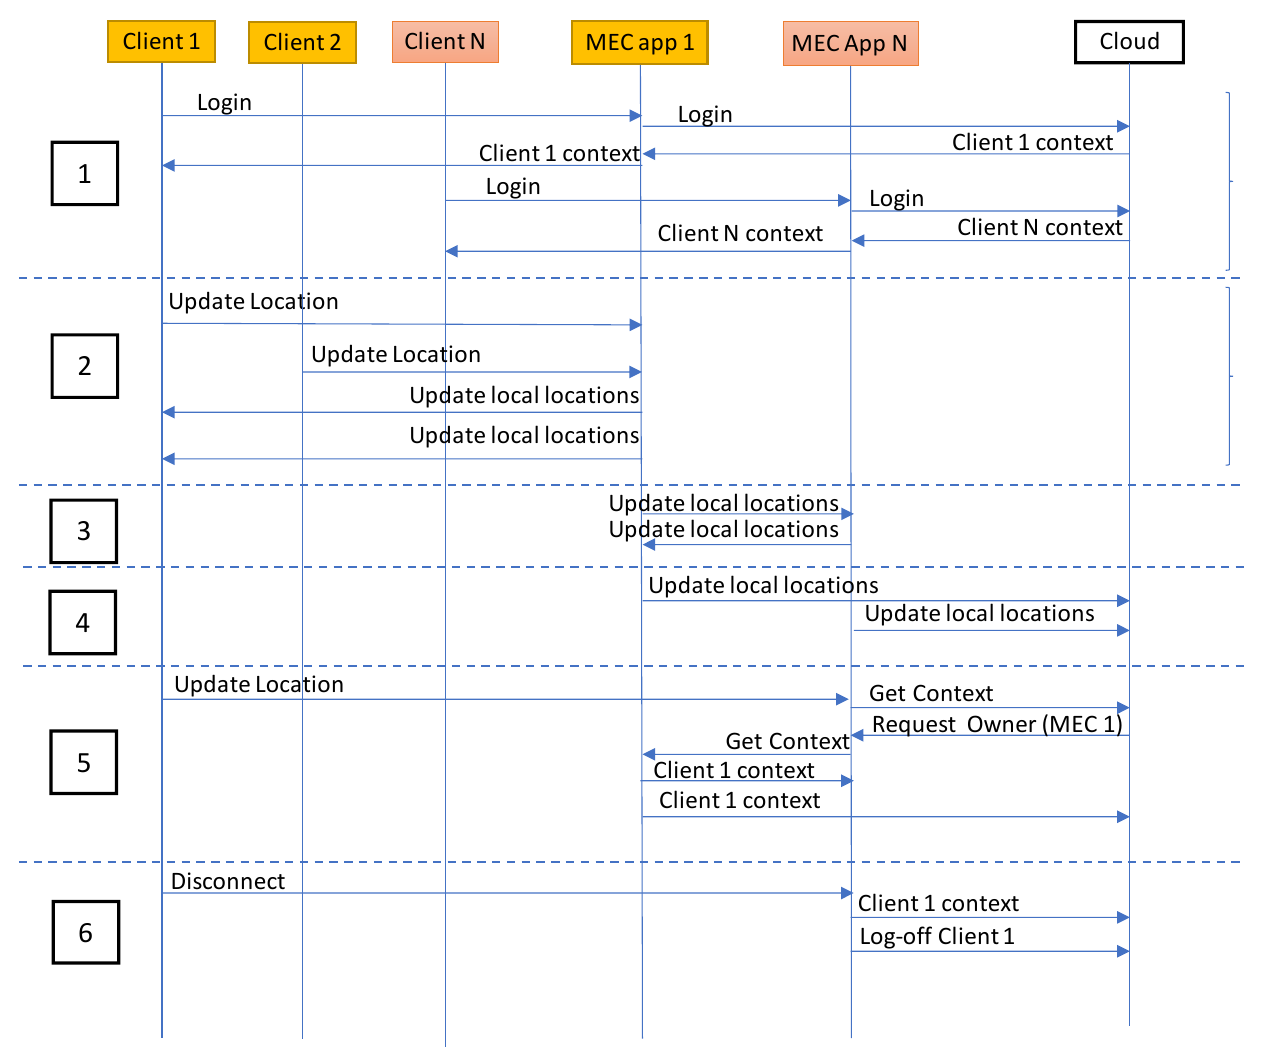 Client 1
Client 2
Client N
MEC app 1
MEC App N
Cloud
1
Login
Login
Client 1 context
Client 1 context
Login
Login
Client N context
Client N context
2
Update Location
Update Location
Update local locations
Update local locations
3
Update local locations
Update local locations
4
Update local locations
Update local locations
5
Update Location
Get Context
Request Owner (MEC 1)
Get Context
Client 1 context
Client 1 context
6
Disconnect
Client 1 context
Log-off Client 1